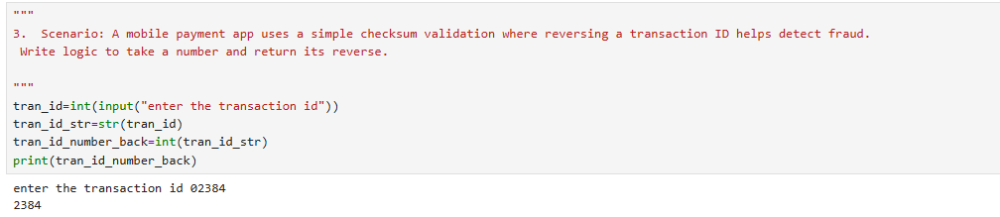 """
3.  Scenario: A mobile payment app uses a simple checksum validation where reversing a transaction ID helps detect fraud.
 Write logic to take a number and return its reverse.
"""
tran_id=int(input("enter the transaction id"))
tran_id_str=str(tran_id)
tran_id_number_back=int(tran_id_str)
print(tran_id_number_back)
enter the transaction id 02384
2384